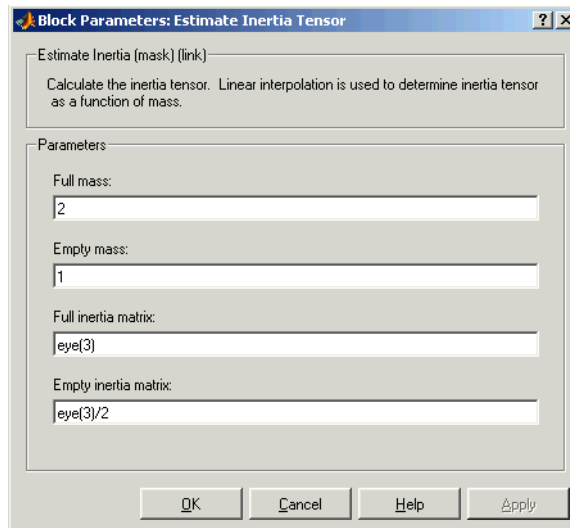 Block Parameters: Estimate Inertia Tensor
Estimate Inertia (mask) (link)
Calculate the inertia tensor.  Linear interpolation is used to determine inertia tensor
as a function of mass.
Parameters
Full mass:
2
Empty mass:
1
Full inertia matrix:
eye(3)
Empty inertia matrix:
eye(3)/2
OK Cancel Help Apply